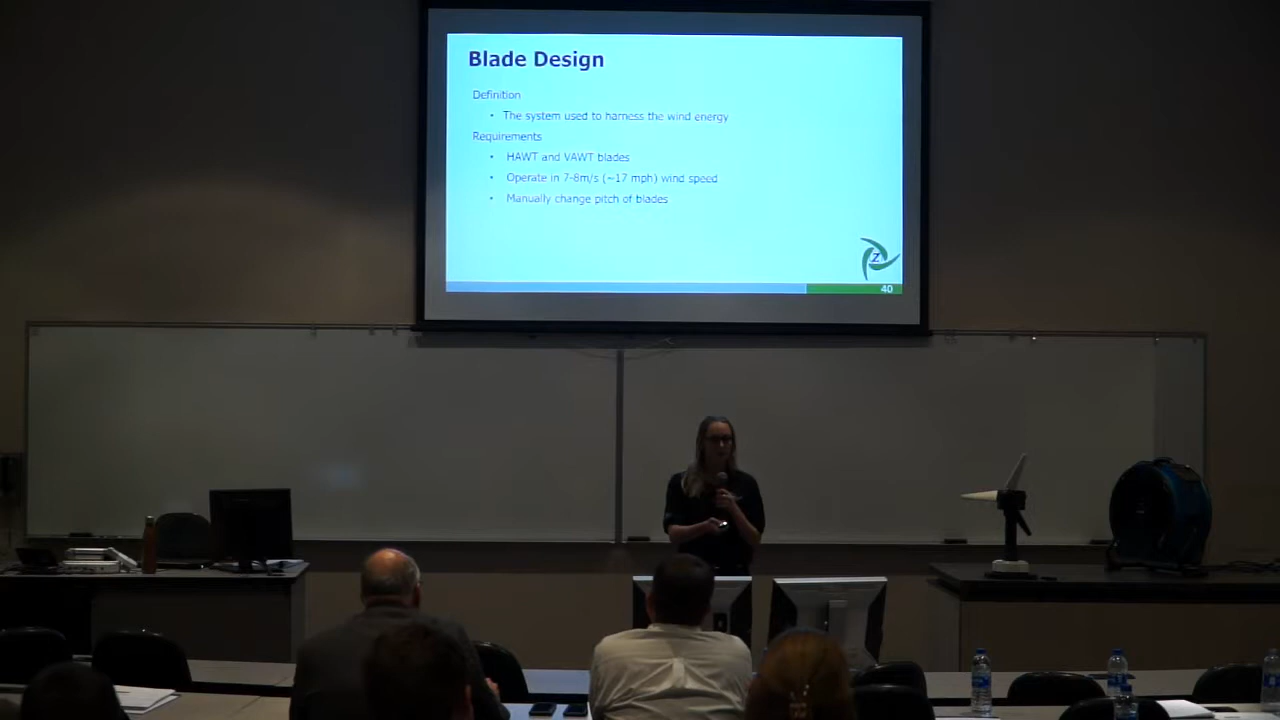 Blade Design
Definition
• The system used to harness the wind energy
Requirements
• HAWT and VAWT blades
• Operate in 7-8m/s (~17 mph) wind speed
• Manually change pitch of blades
Z
40